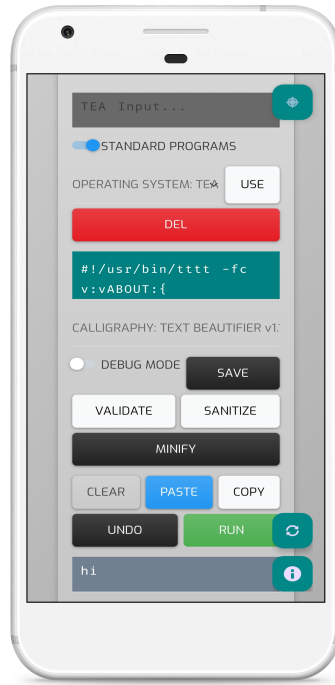 TEA Input...
STANDARD PROGRAMS
OPERATING SYSTEM: TEA
USE
DEL
#!/usr/bin/tttt -fc
v:vABOUT:{
CALLIGRAPHY: TEXT BEAUTIFIER v1.
DEBUG MODE
SAVE
VALIDATE
SANITIZE
MINIFY
CLEAR
PASTE
COPY
UNDO
RUN
hi